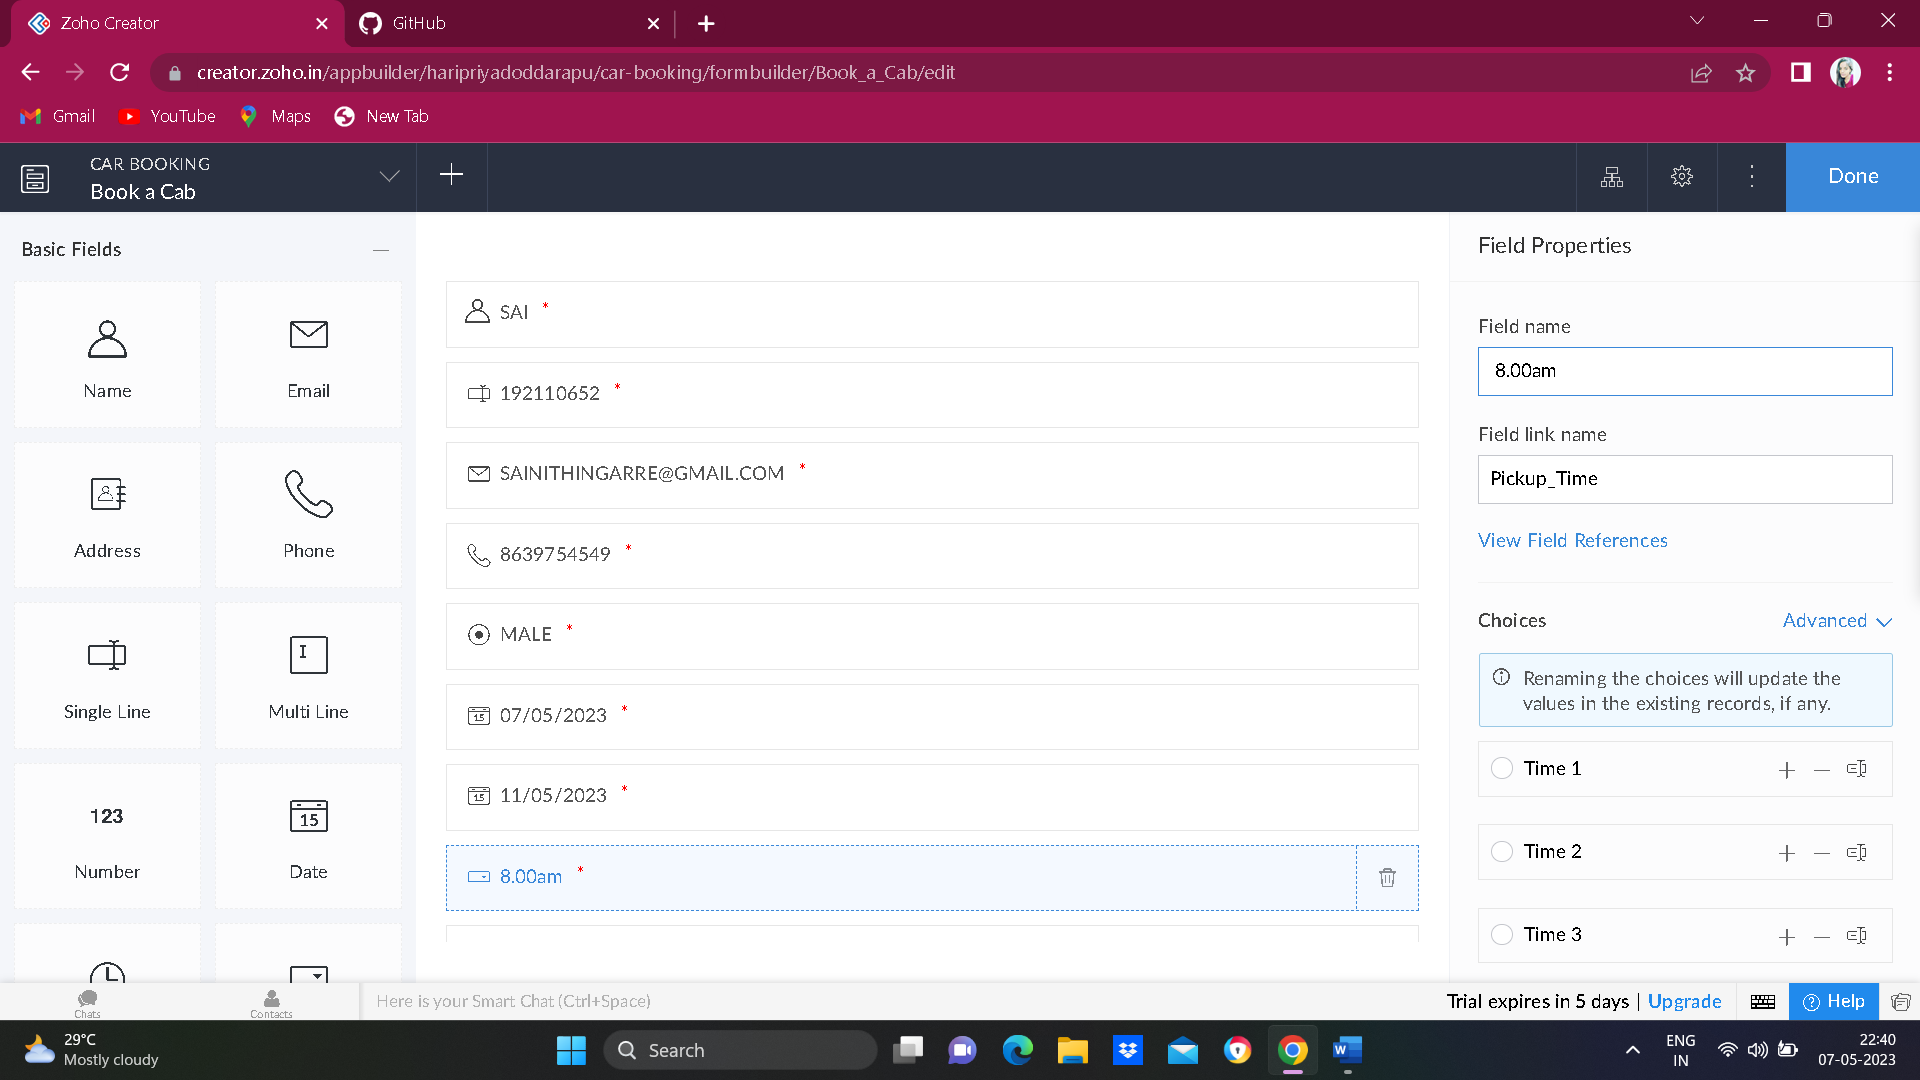 Zoho Creator
GitHub
creator.zoho.in/appbuilder/haripriyadoddarapu/car-booking/formbuilder/Book_a_Cab/edit
Gmail
YouTube
Maps
New Tab
CAR BOOKING
Book a Cab
Done
Basic Fields
Name
Email
Address
Phone
Single Line
Multi Line
123
Number
15
Date
SAI *
192110652 *
SAINITHINGARRE@GMAIL.COM *
8639754549 *
MALE *
15 07/05/2023 *
15 11/05/2023 *
8.00am *
Field Properties
Field name
8.00am
Field link name
Pickup_Time
View Field References
Choices
Advanced
Renaming the choices will update the
values in the existing records, if any.
Time 1
Time 2
Time 3
Chats
Contacts
Here is your Smart Chat (Ctrl+Space)
Trial expires in 5 days | Upgrade
? Help
29°C
Mostly cloudy
Search
W
ENG
IN
22:40
07-05-2023